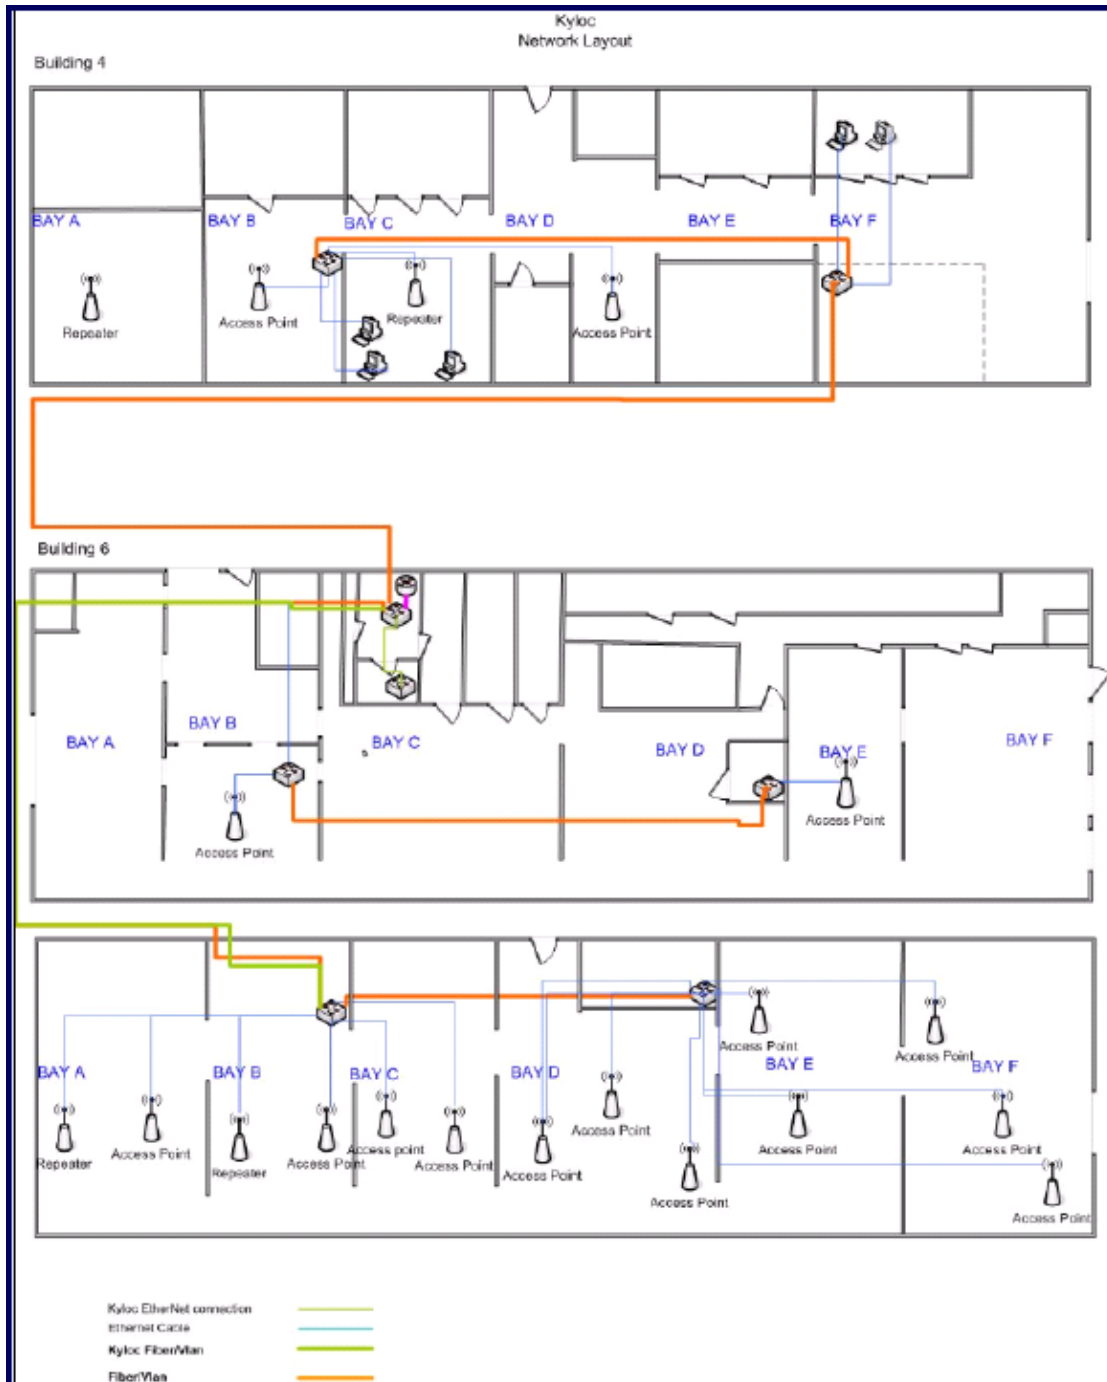 Kyloc
Network Layout
Building 4
BAY A
BAY B
BAY C
BAY D
BAY E
BAY F
Repeater
Access Point
Repeater
Access Point
Building 6
BAY A
BAY B
BAY C
BAY D
BAY E
BAY F
Access Point
Access Point
Access Point
Access Point
BAY A
BAY B
BAY C
BAY D
BAY E
BAY F
Repeater
Access Point
Repeater
Access Point
Access point
Access Point
Access Point
Access Point
Access Point
Access Point
Access Point
Access Point
Kyloc EtherNet connection
Ethernet Cable
Kyloc Fiber/Vlan
Fiber/Vlan